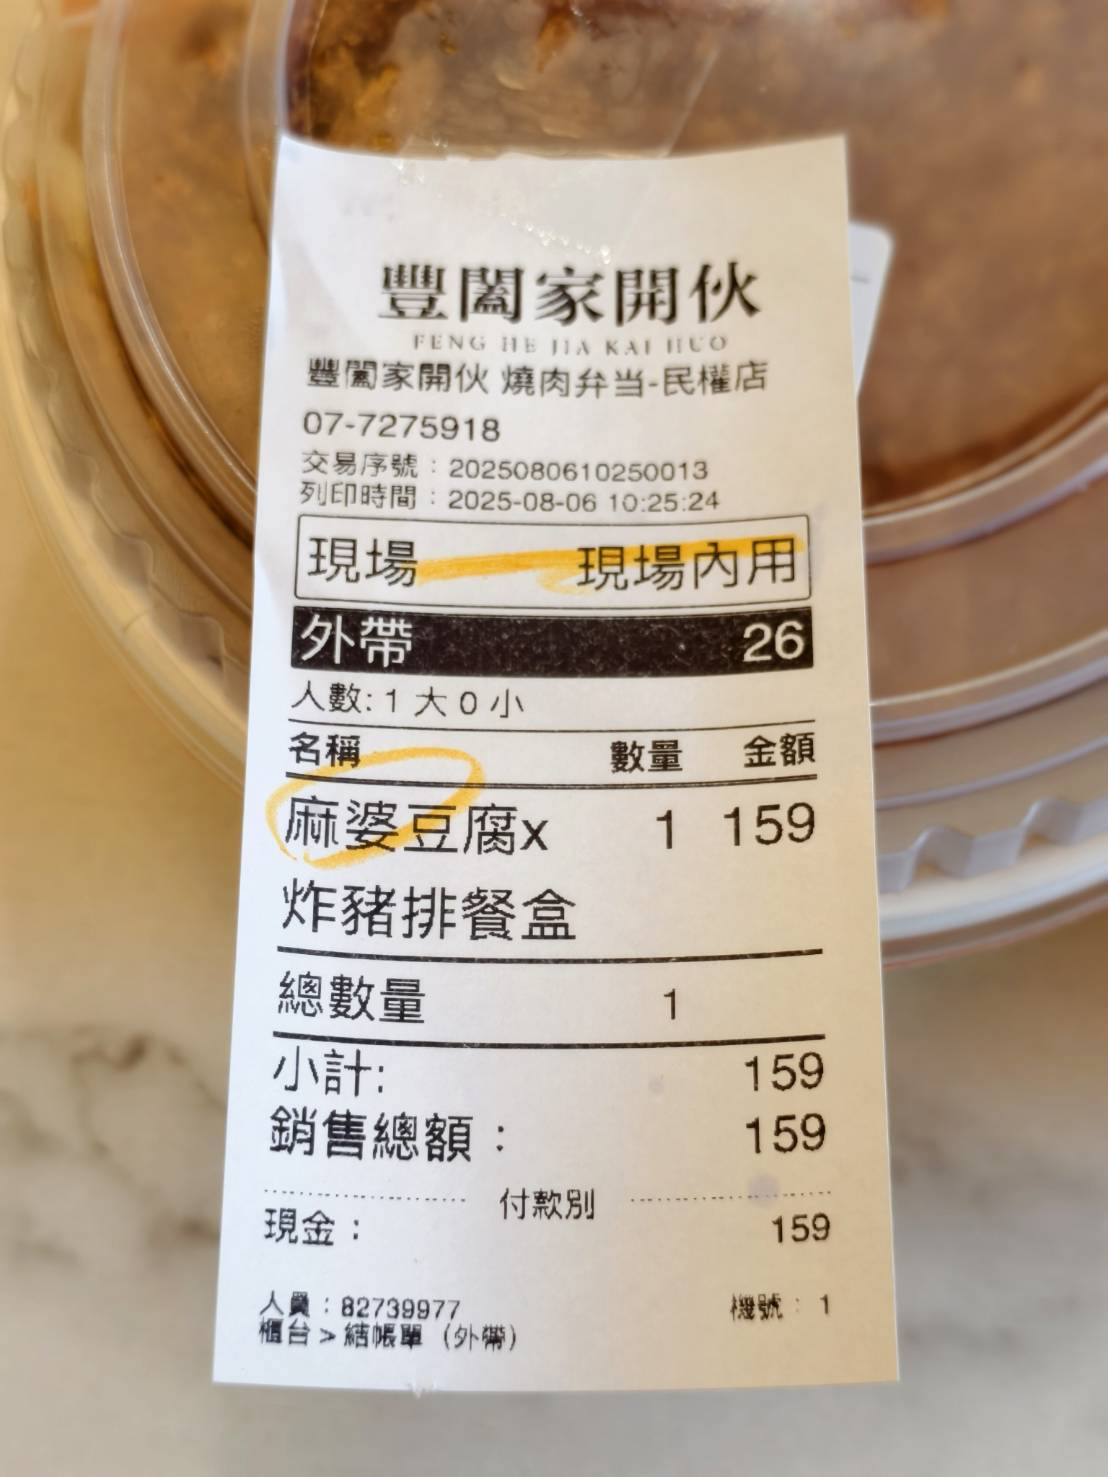 豐闔家開伙
FENG HE JIA KAI HUO
豐闔家開伙 燒肉弁当-民權店
07-7275918
交易序號：2025080610250013
列印時間：2025-08-06 10:25:24
現場 現場內用
外帶 26
人數: 1 大 0 小
名稱 數量 金額
麻婆豆腐x 1 159
炸豬排餐盒
總數量 1
小計: 159
銷售總額： 159
付款別
現金： 159
人員：82739977 機號：1
櫃台 > 結帳單（外帶）